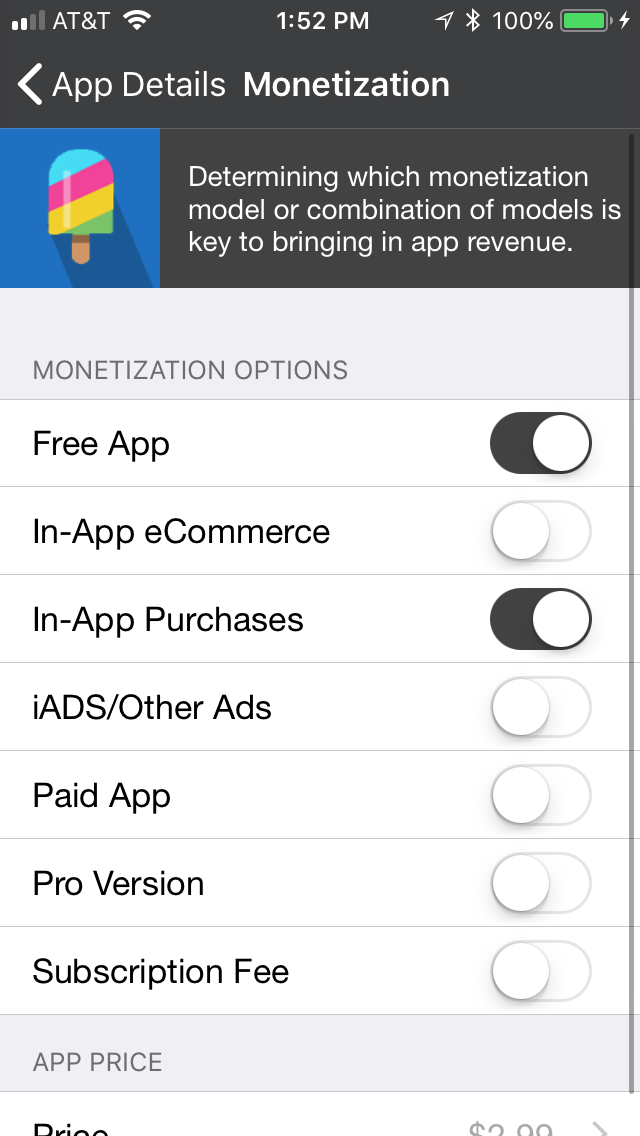 AT&T 1:52 PM 100%
App Details Monetization
Determining which monetization
model or combination of models is
key to bringing in app revenue.
MONETIZATION OPTIONS
Free App
In-App eCommerce
In-App Purchases
iADS/Other Ads
Paid App
Pro Version
Subscription Fee
APP PRICE
Price $2.99